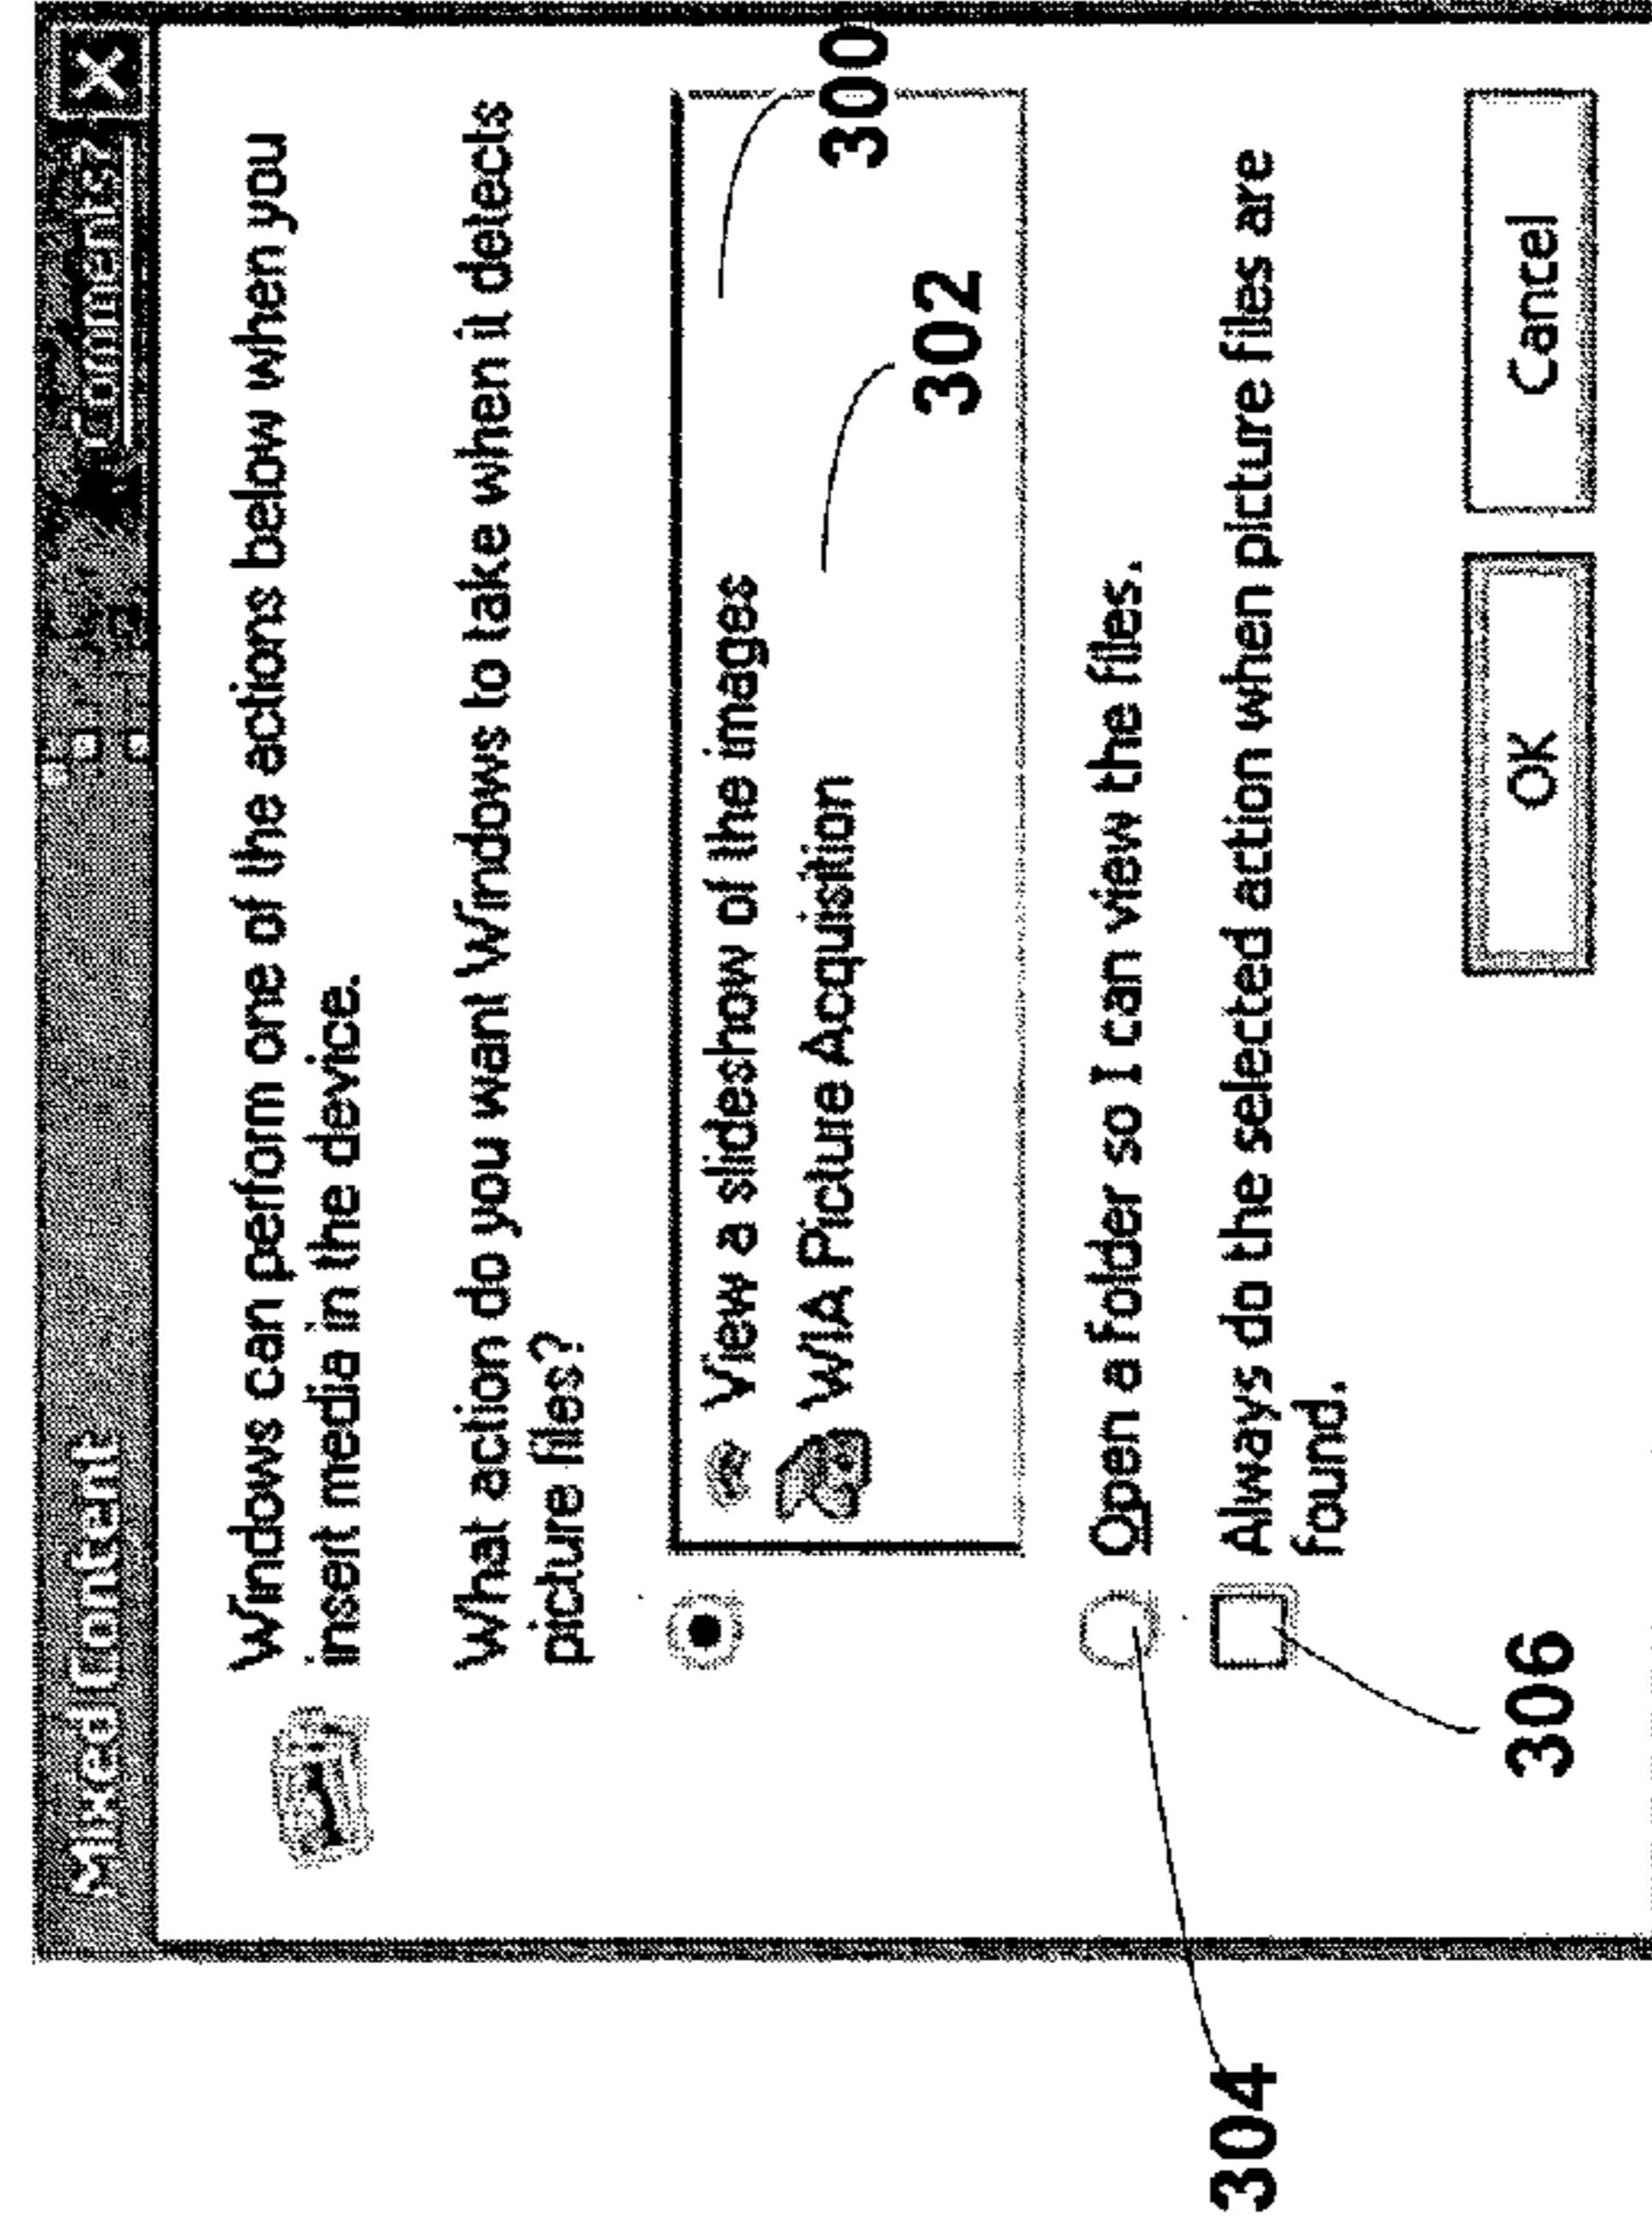 MixedContent
Comments?
Windows can perform one of the actions below when you
insert media in the device.
What action do you want Windows to take when it detects
picture files?
View a slideshow of the images
300
WIA Picture Acquisition
302
Open a folder so I can view the files.
304
Always do the selected action when picture files are
found.
306
OK
Cancel